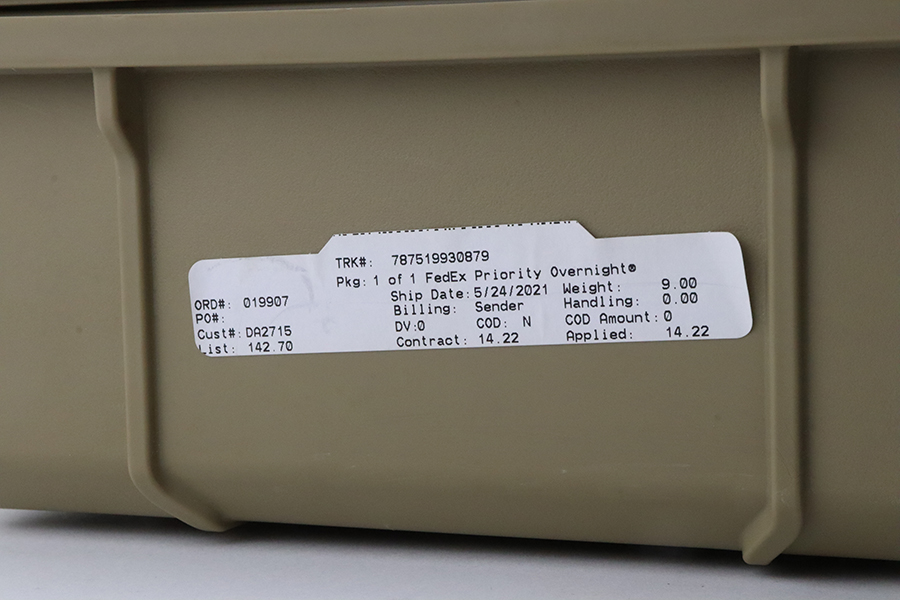 TRK#: 787519930879
Pkg: 1 of 1 FedEx Priority Overnight®
ORD#: 019907 Ship Date: 5/24/2021 Weight: 9.00
PO#: Billing: Sender Handling: 0.00
Cust#: DA2715 DV:0 COD: N COD Amount: 0
List: 142.70 Contract: 14.22 Applied: 14.22